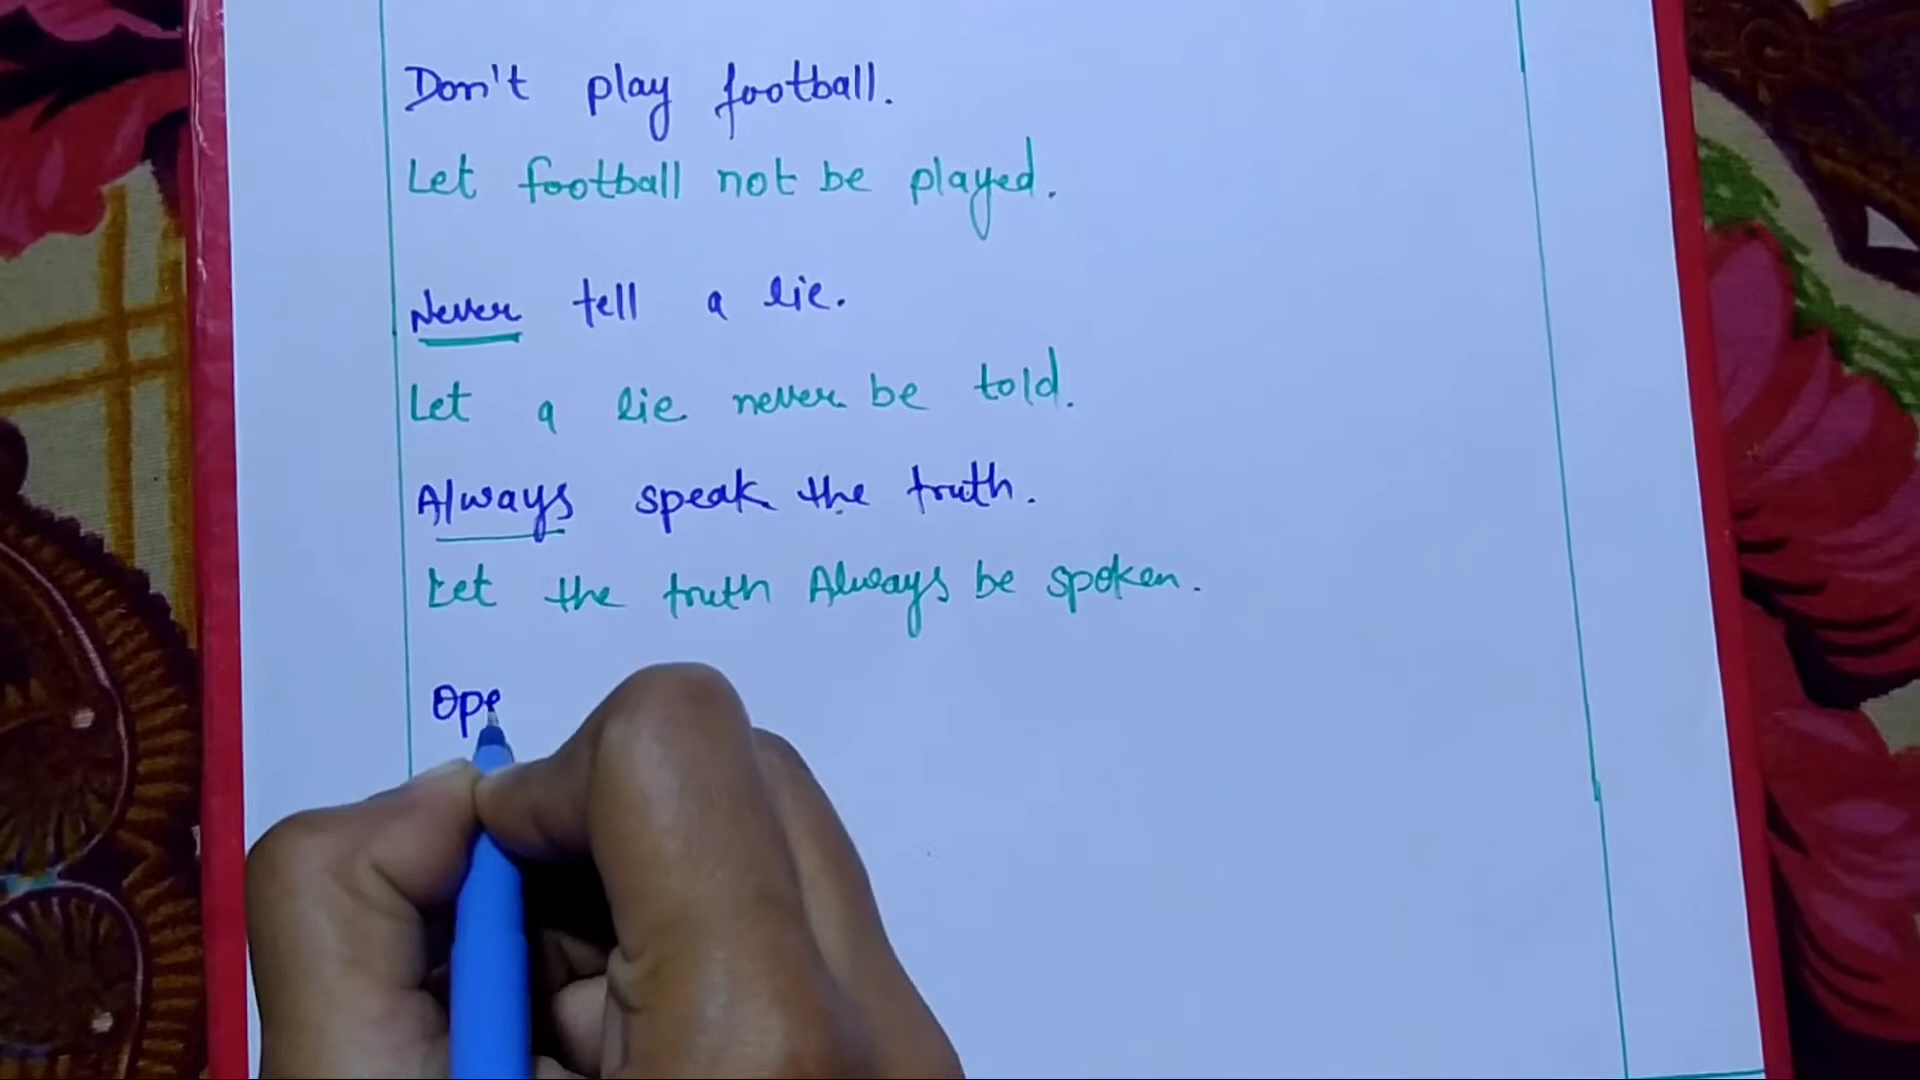 Don't play football.
Let football not be played.
Never tell a lie.
Let a lie never be told.
Always speak the truth.
Let the truth Always be spoken.
Ope